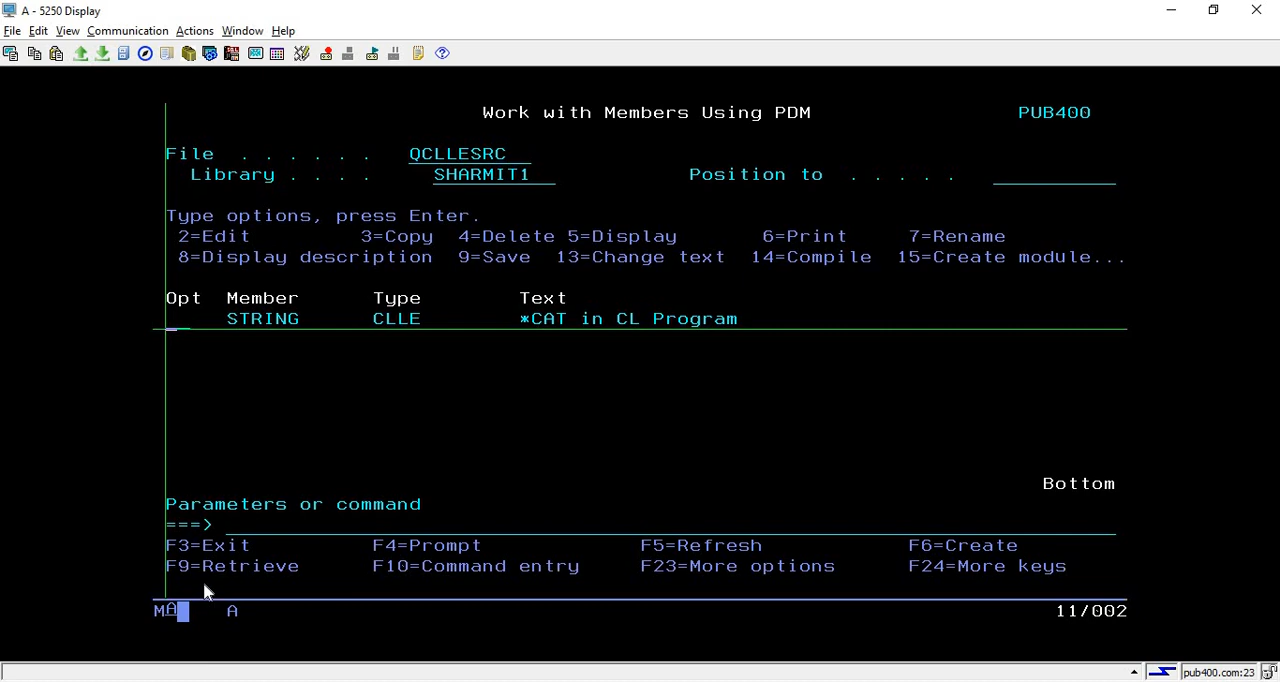 A - 5250 Display
File Edit View Communication Actions Window Help
Work with Members Using PDM PUB400
File . . . . . . QCLLESRC
Library . . . . SHARMIT1 Position to . . . . .
Type options, press Enter.
2=Edit 3=Copy 4=Delete 5=Display 6=Print 7=Rename
8=Display description 9=Save 13=Change text 14=Compile 15=Create module...
Opt Member Type Text
STRING CLLE *CAT in CL Program
Bottom
Parameters or command
===>
F3=Exit F4=Prompt F5=Refresh F6=Create
F9=Retrieve F10=Command entry F23=More options F24=More keys
MA A 11/002
pub400.com:23